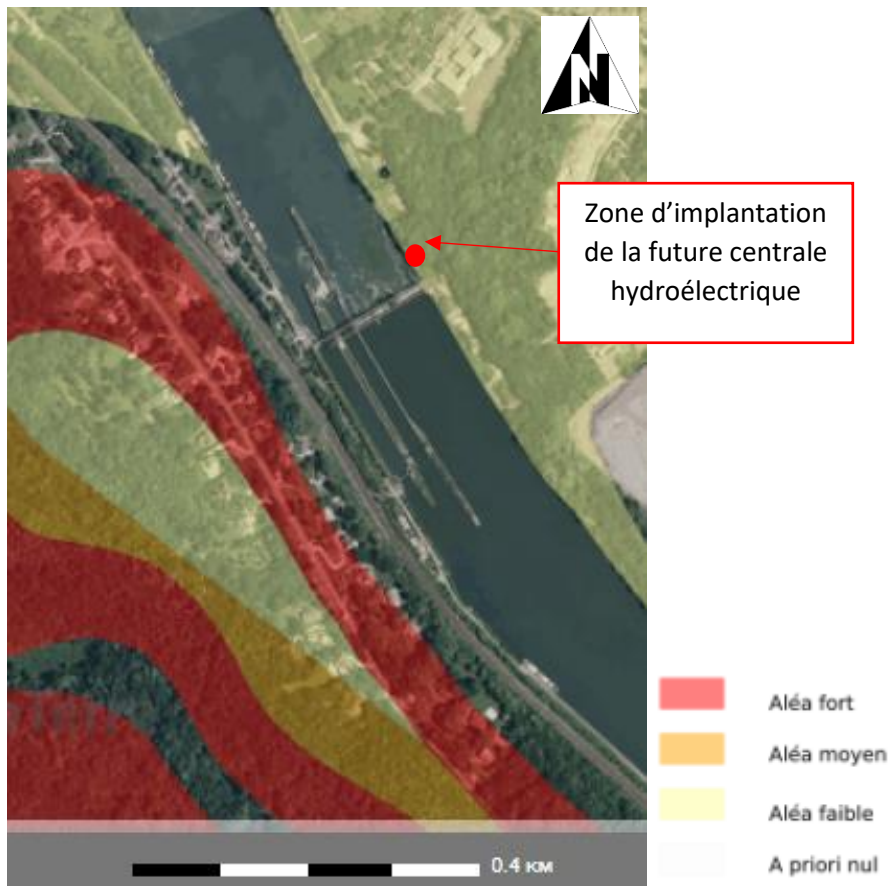 N
Zone d’implantation
de la future centrale
hydroélectrique
Aléa fort
Aléa moyen
Aléa faible
A priori nul
0.4 км